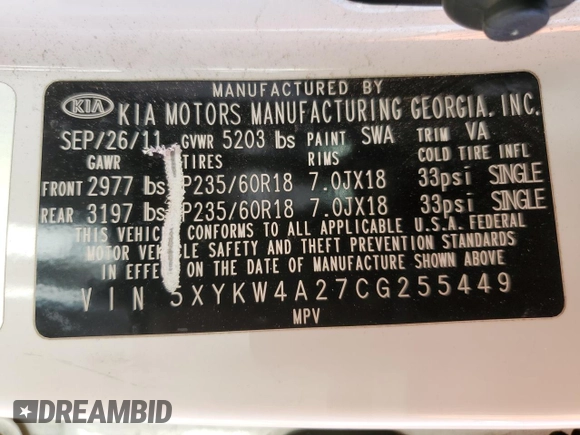 MANUFACTURED BY
KIA KIA MOTORS MANUFACTURING GEORGIA, INC.
SEP/26/11 GVWR 5203 lbs PAINT SWA TRIM VA
GAWR TIRES RIMS COLD TIRE INFL
FRONT 2977 lbs P235/60R18 7.0JX18 33psi SINGLE
REAR 3197 lbs P235/60R18 7.0JX18 33psi SINGLE
THIS VEHICLE CONFORMS TO ALL APPLICABLE U.S.A. FEDERAL
MOTOR VEHICLE SAFETY AND THEFT PREVENTION STANDARDS
IN EFFECT ON THE DATE OF MANUFACTURE SHOWN ABOVE
VIN 5XYKW4A27CG255449
MPV
DREAMBID